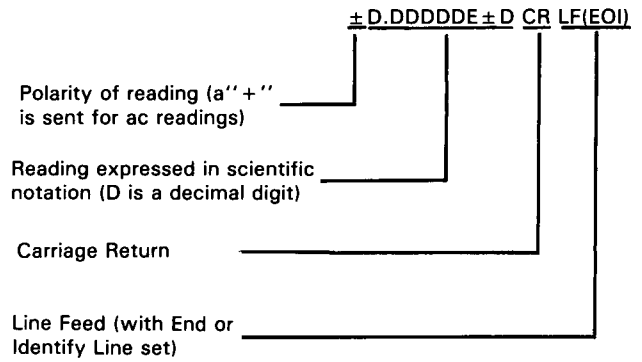 ±D.DDDDDE±D CR LF(EOI)
Polarity of reading (a''+''
is sent for ac readings)
Reading expressed in scientific
notation (D is a decimal digit)
Carriage Return
Line Feed (with End or
Identify Line set)